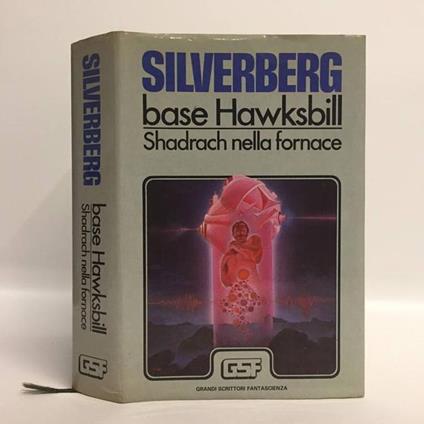 SILVERBERG
base Hawksbill
Shadrach nella fornace
SILVERBERG
base Hawksbill
Shadrach nella fornace
GSF
GRANDI SCRITTORI FANTASCIENZA
GSF